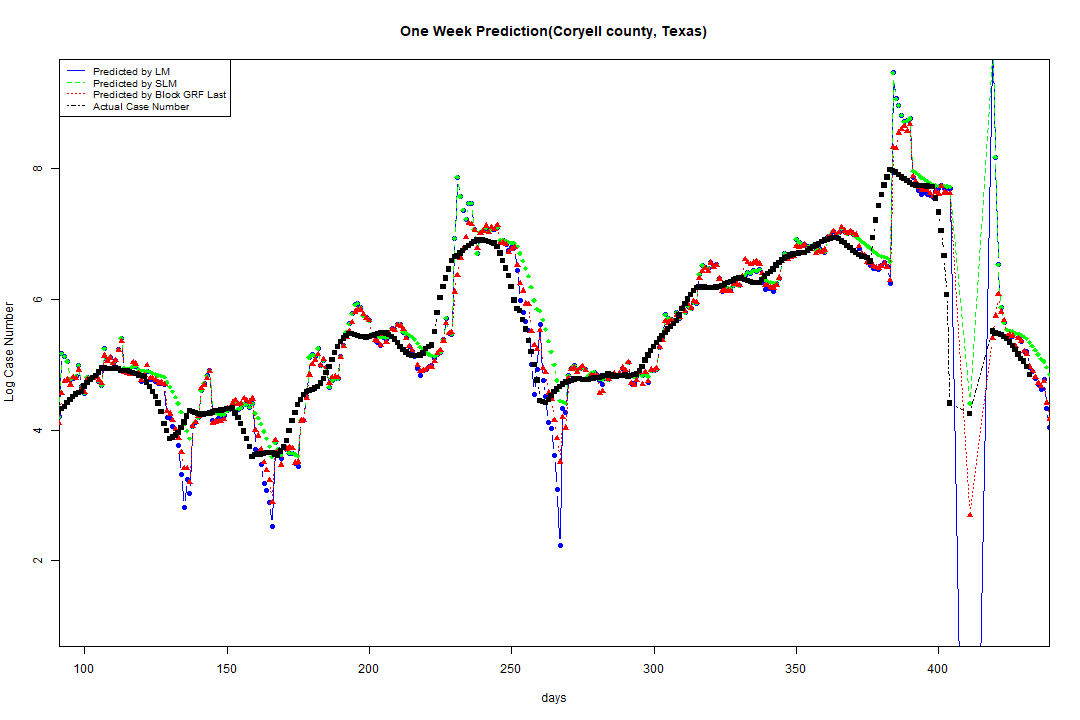 One Week Prediction(Coryell county, Texas)
Predicted by LM
Predicted by SLM
Predicted by Block GRF Last
Actual Case Number
8
6
4
2
Log Case Number
100 150 200 250 300 350 400
days